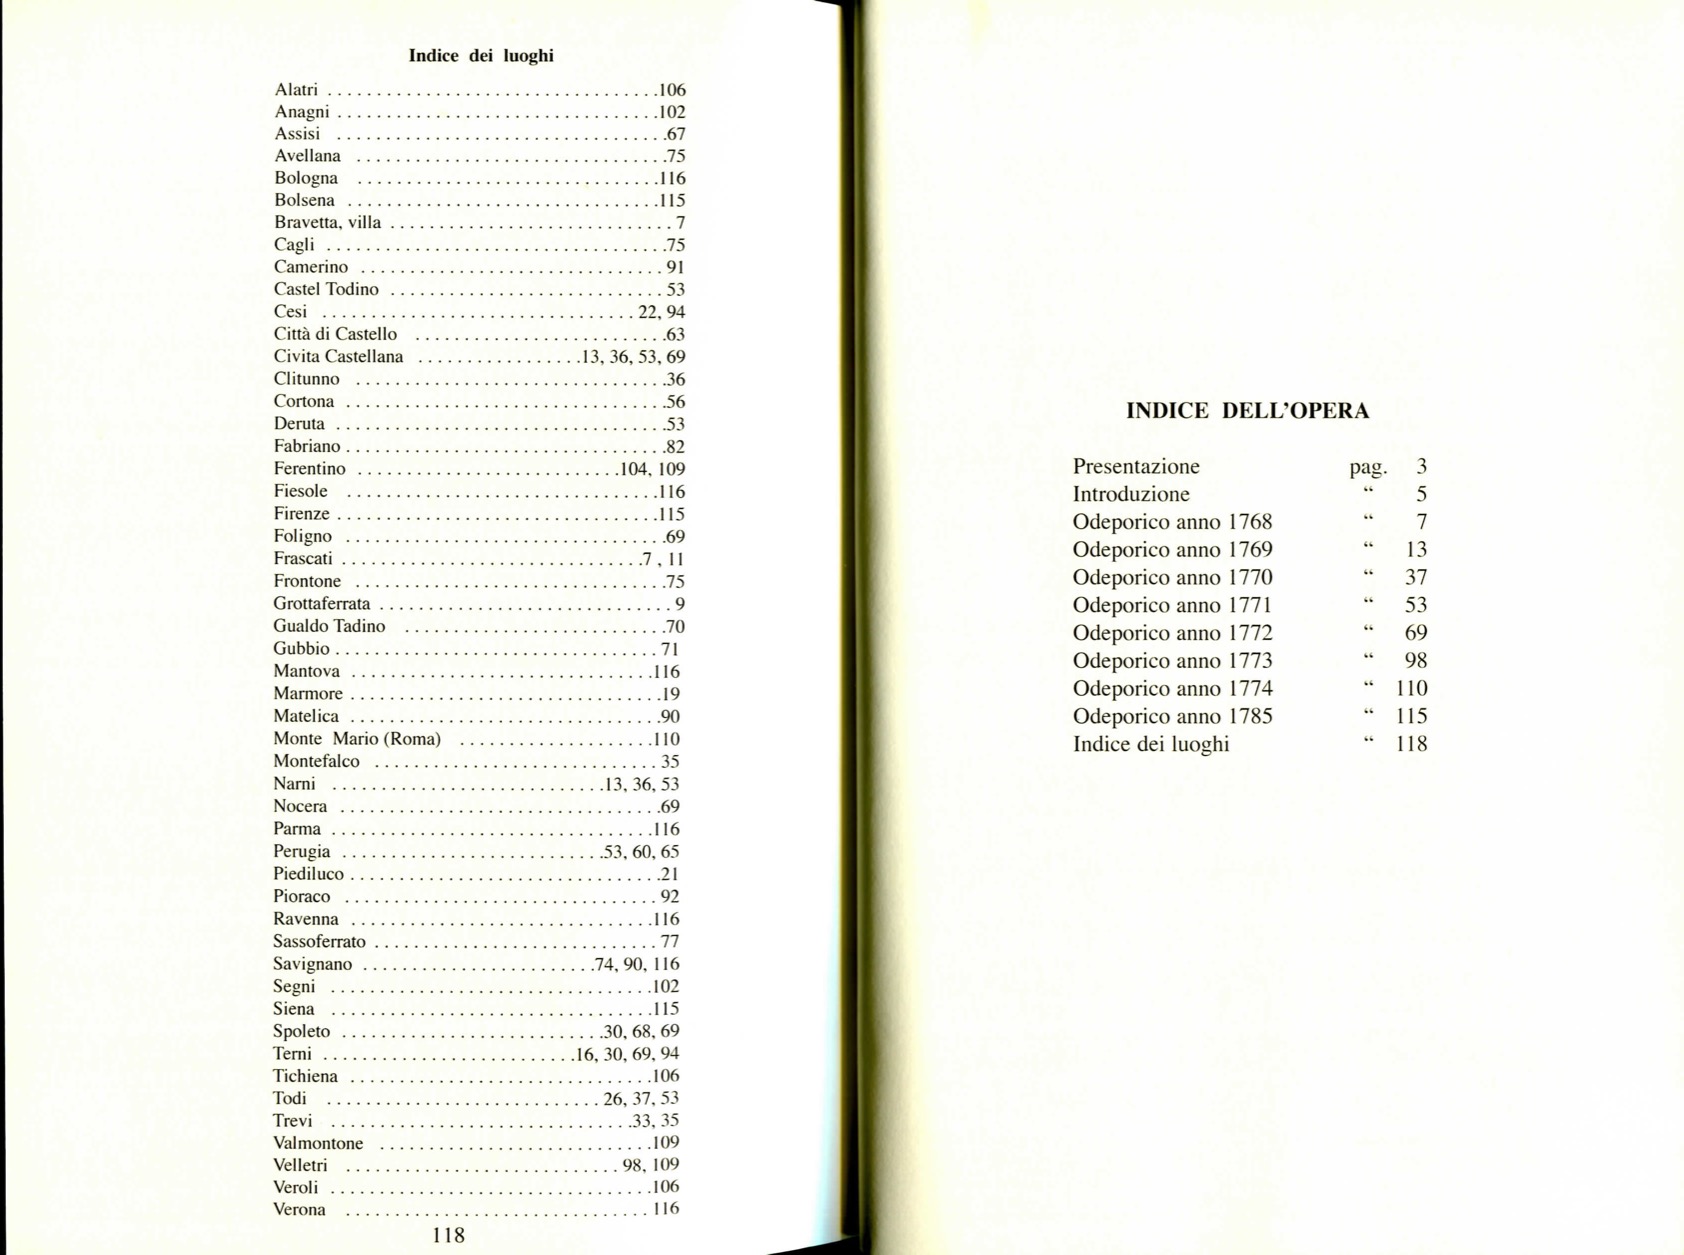 Indice dei luoghi
Alatri . . . . . . . . . . . . . . . . . . . . . . . . . . . . . . . . . .106
Anagni . . . . . . . . . . . . . . . . . . . . . . . . . . . . . . . . .102
Assisi . . . . . . . . . . . . . . . . . . . . . . . . . . . . . . . . . .67
Avellana . . . . . . . . . . . . . . . . . . . . . . . . . . . . . . . .75
Bologna . . . . . . . . . . . . . . . . . . . . . . . . . . . . . . .116
Bolsena . . . . . . . . . . . . . . . . . . . . . . . . . . . . . . . .115
Bravetta, villa . . . . . . . . . . . . . . . . . . . . . . . . . . . . . 7
Cagli . . . . . . . . . . . . . . . . . . . . . . . . . . . . . . . . . . .75
Camerino . . . . . . . . . . . . . . . . . . . . . . . . . . . . . . . 91
Castel Todino . . . . . . . . . . . . . . . . . . . . . . . . . . . . 53
Cesi . . . . . . . . . . . . . . . . . . . . . . . . . . . . . . . . 22, 94
Città di Castello . . . . . . . . . . . . . . . . . . . . . . . . . .63
Civita Castellana . . . . . . . . . . . . . . . . .13, 36, 53, 69
Clitunno . . . . . . . . . . . . . . . . . . . . . . . . . . . . . . . .36
Cortona . . . . . . . . . . . . . . . . . . . . . . . . . . . . . . . . .56
Deruta . . . . . . . . . . . . . . . . . . . . . . . . . . . . . . . . . .53
Fabriano . . . . . . . . . . . . . . . . . . . . . . . . . . . . . . . . .82
Ferentino . . . . . . . . . . . . . . . . . . . . . . . . . . .104, 109
Fiesole . . . . . . . . . . . . . . . . . . . . . . . . . . . . . . . .116
Firenze . . . . . . . . . . . . . . . . . . . . . . . . . . . . . . . . .115
Foligno . . . . . . . . . . . . . . . . . . . . . . . . . . . . . . . . .69
Frascati . . . . . . . . . . . . . . . . . . . . . . . . . . . . . . .7 , 11
Frontone . . . . . . . . . . . . . . . . . . . . . . . . . . . . . . . .75
Grottaferrata . . . . . . . . . . . . . . . . . . . . . . . . . . . . . . 9
Gualdo Tadino . . . . . . . . . . . . . . . . . . . . . . . . . . .70
Gubbio . . . . . . . . . . . . . . . . . . . . . . . . . . . . . . . . . 71
Mantova . . . . . . . . . . . . . . . . . . . . . . . . . . . . . . .116
Marmore . . . . . . . . . . . . . . . . . . . . . . . . . . . . . . . .19
Matelica . . . . . . . . . . . . . . . . . . . . . . . . . . . . . . . .90
Monte Mario (Roma) . . . . . . . . . . . . . . . . . . . .110
Montefalco . . . . . . . . . . . . . . . . . . . . . . . . . . . . . 35
Narni . . . . . . . . . . . . . . . . . . . . . . . . . . . .13, 36, 53
Nocera . . . . . . . . . . . . . . . . . . . . . . . . . . . . . . . . .69
Parma . . . . . . . . . . . . . . . . . . . . . . . . . . . . . . . . .116
Perugia . . . . . . . . . . . . . . . . . . . . . . . . . . .53, 60, 65
Piediluco . . . . . . . . . . . . . . . . . . . . . . . . . . . . . . . .21
Pioraco . . . . . . . . . . . . . . . . . . . . . . . . . . . . . . . . 92
Ravenna . . . . . . . . . . . . . . . . . . . . . . . . . . . . . . .116
Sassoferrato . . . . . . . . . . . . . . . . . . . . . . . . . . . . . 77
Savignano . . . . . . . . . . . . . . . . . . . . . . . .74, 90, 116
Segni . . . . . . . . . . . . . . . . . . . . . . . . . . . . . . . . .102
Siena . . . . . . . . . . . . . . . . . . . . . . . . . . . . . . . . .115
Spoleto . . . . . . . . . . . . . . . . . . . . . . . . . . .30, 68, 69
Terni . . . . . . . . . . . . . . . . . . . . . . . . . .16, 30, 69, 94
Tichiena . . . . . . . . . . . . . . . . . . . . . . . . . . . . . . .106
Todi . . . . . . . . . . . . . . . . . . . . . . . . . . . . 26, 37, 53
Trevi . . . . . . . . . . . . . . . . . . . . . . . . . . . . . . .33, 35
Valmontone . . . . . . . . . . . . . . . . . . . . . . . . . . . .109
Velletri . . . . . . . . . . . . . . . . . . . . . . . . . . . . 98, 109
Veroli . . . . . . . . . . . . . . . . . . . . . . . . . . . . . . . . .106
Verona . . . . . . . . . . . . . . . . . . . . . . . . . . . . . . . 116
118
INDICE DELL’OPERA
Presentazione pag. 3
Introduzione “ 5
Odeporico anno 1768 “ 7
Odeporico anno 1769 “ 13
Odeporico anno 1770 “ 37
Odeporico anno 1771 “ 53
Odeporico anno 1772 “ 69
Odeporico anno 1773 “ 98
Odeporico anno 1774 “ 110
Odeporico anno 1785 “ 115
Indice dei luoghi “ 118